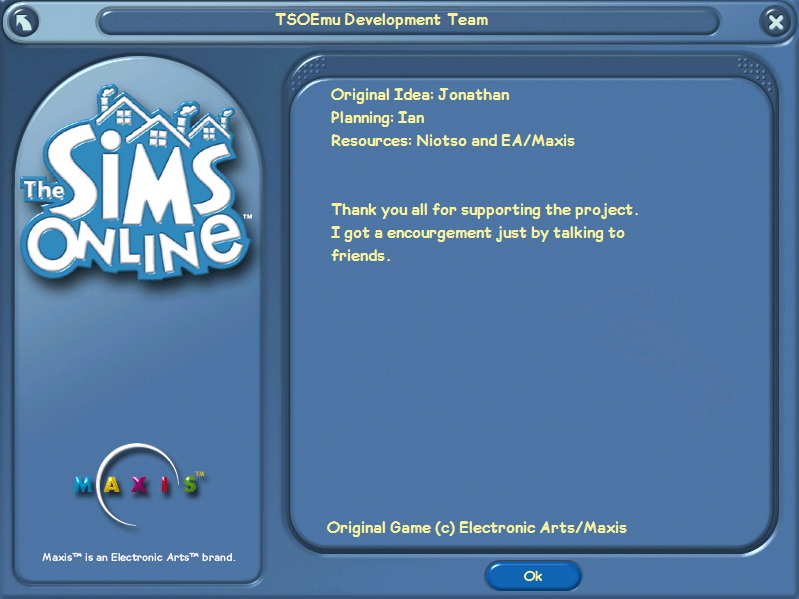 TSOEmu Development Team
The
SIMS
ONLINE™
MAXIS™
Maxis™ is an Electronic Arts™ brand.
Original Idea: Jonathan
Planning: Ian
Resources: Niotso and EA/Maxis
Thank you all for supporting the project.
I got a encourgement just by talking to
friends.
Original Game (c) Electronic Arts/Maxis
Ok